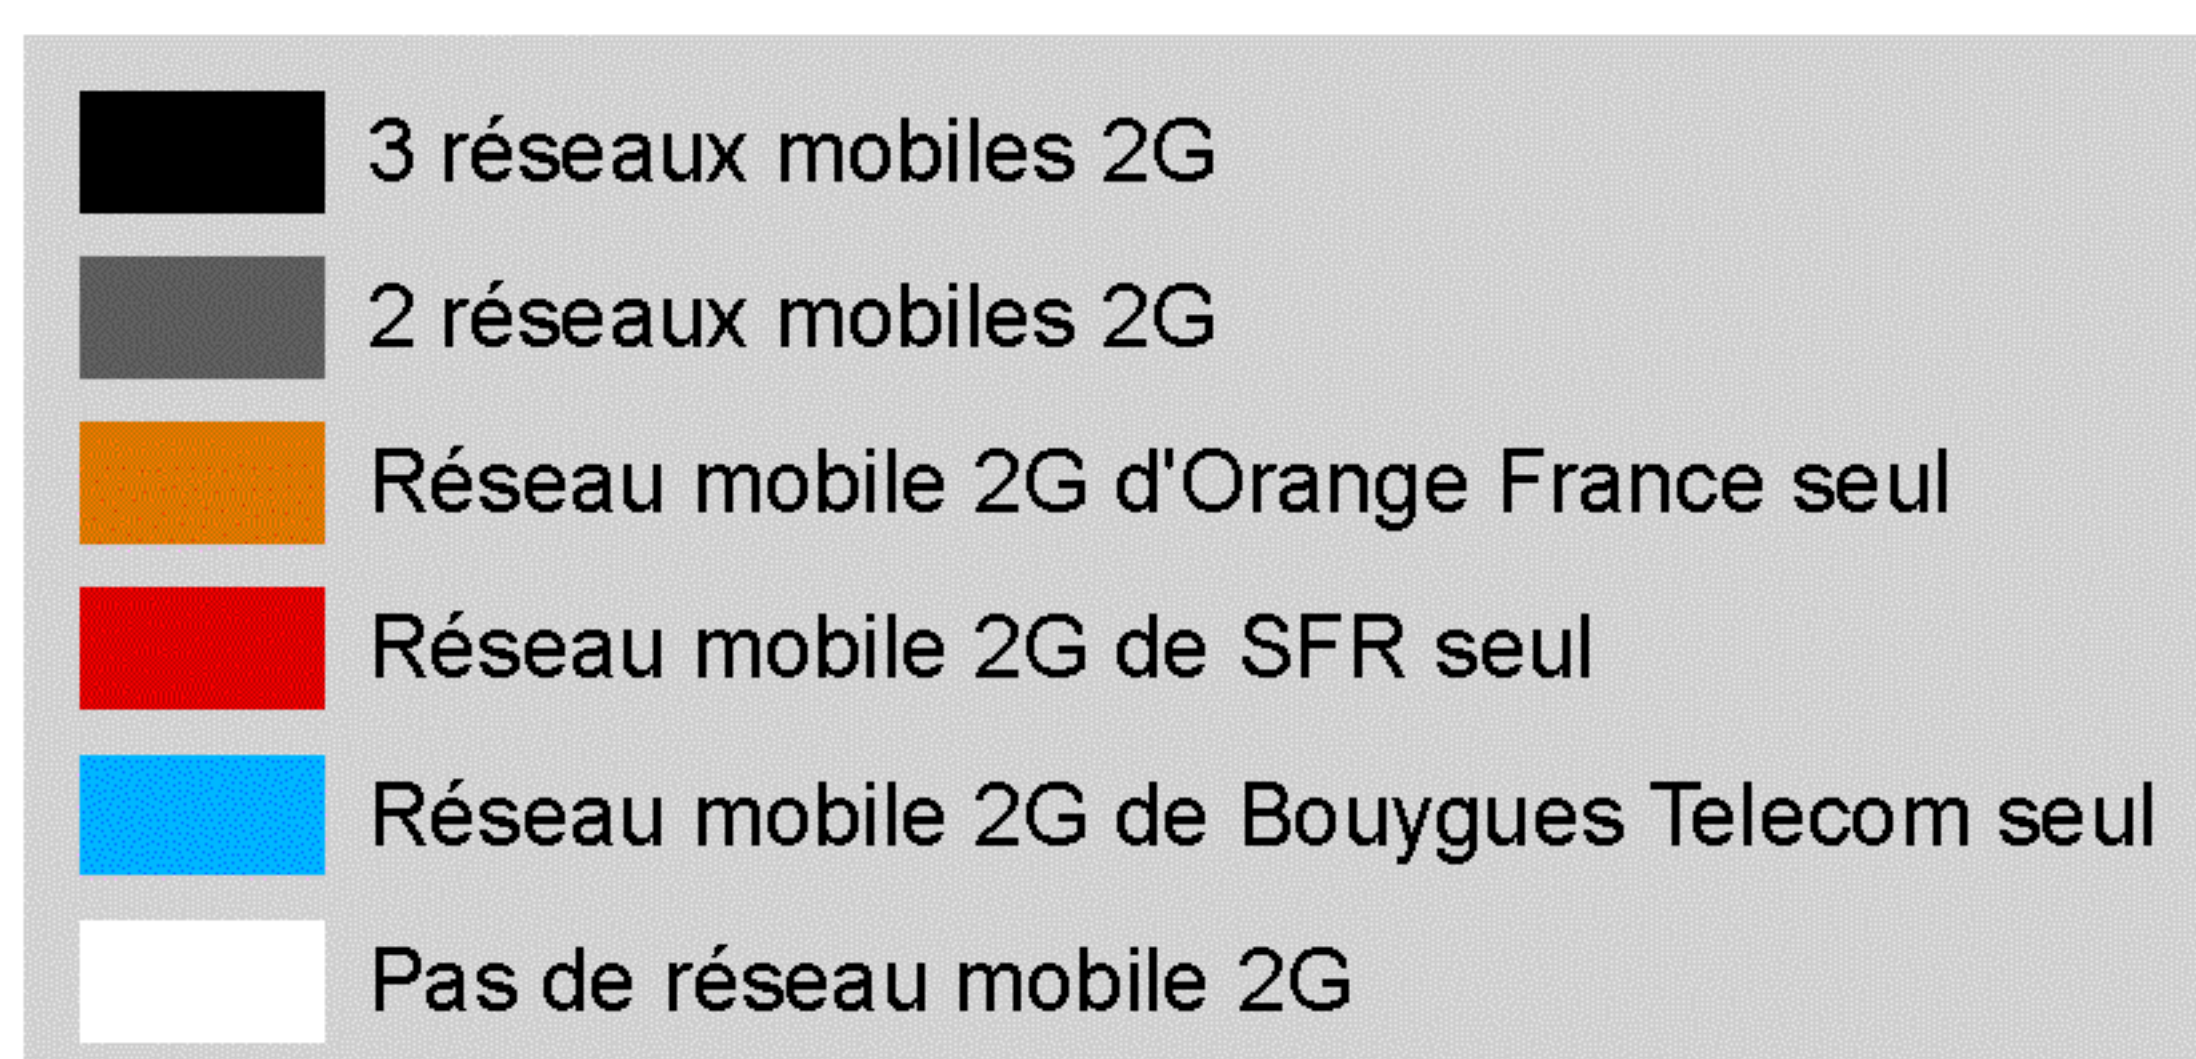 3 réseaux mobiles 2G
2 réseaux mobiles 2G
Réseau mobile 2G d'Orange France seul
Réseau mobile 2G de SFR seul
Réseau mobile 2G de Bouygues Telecom seul
Pas de réseau mobile 2G